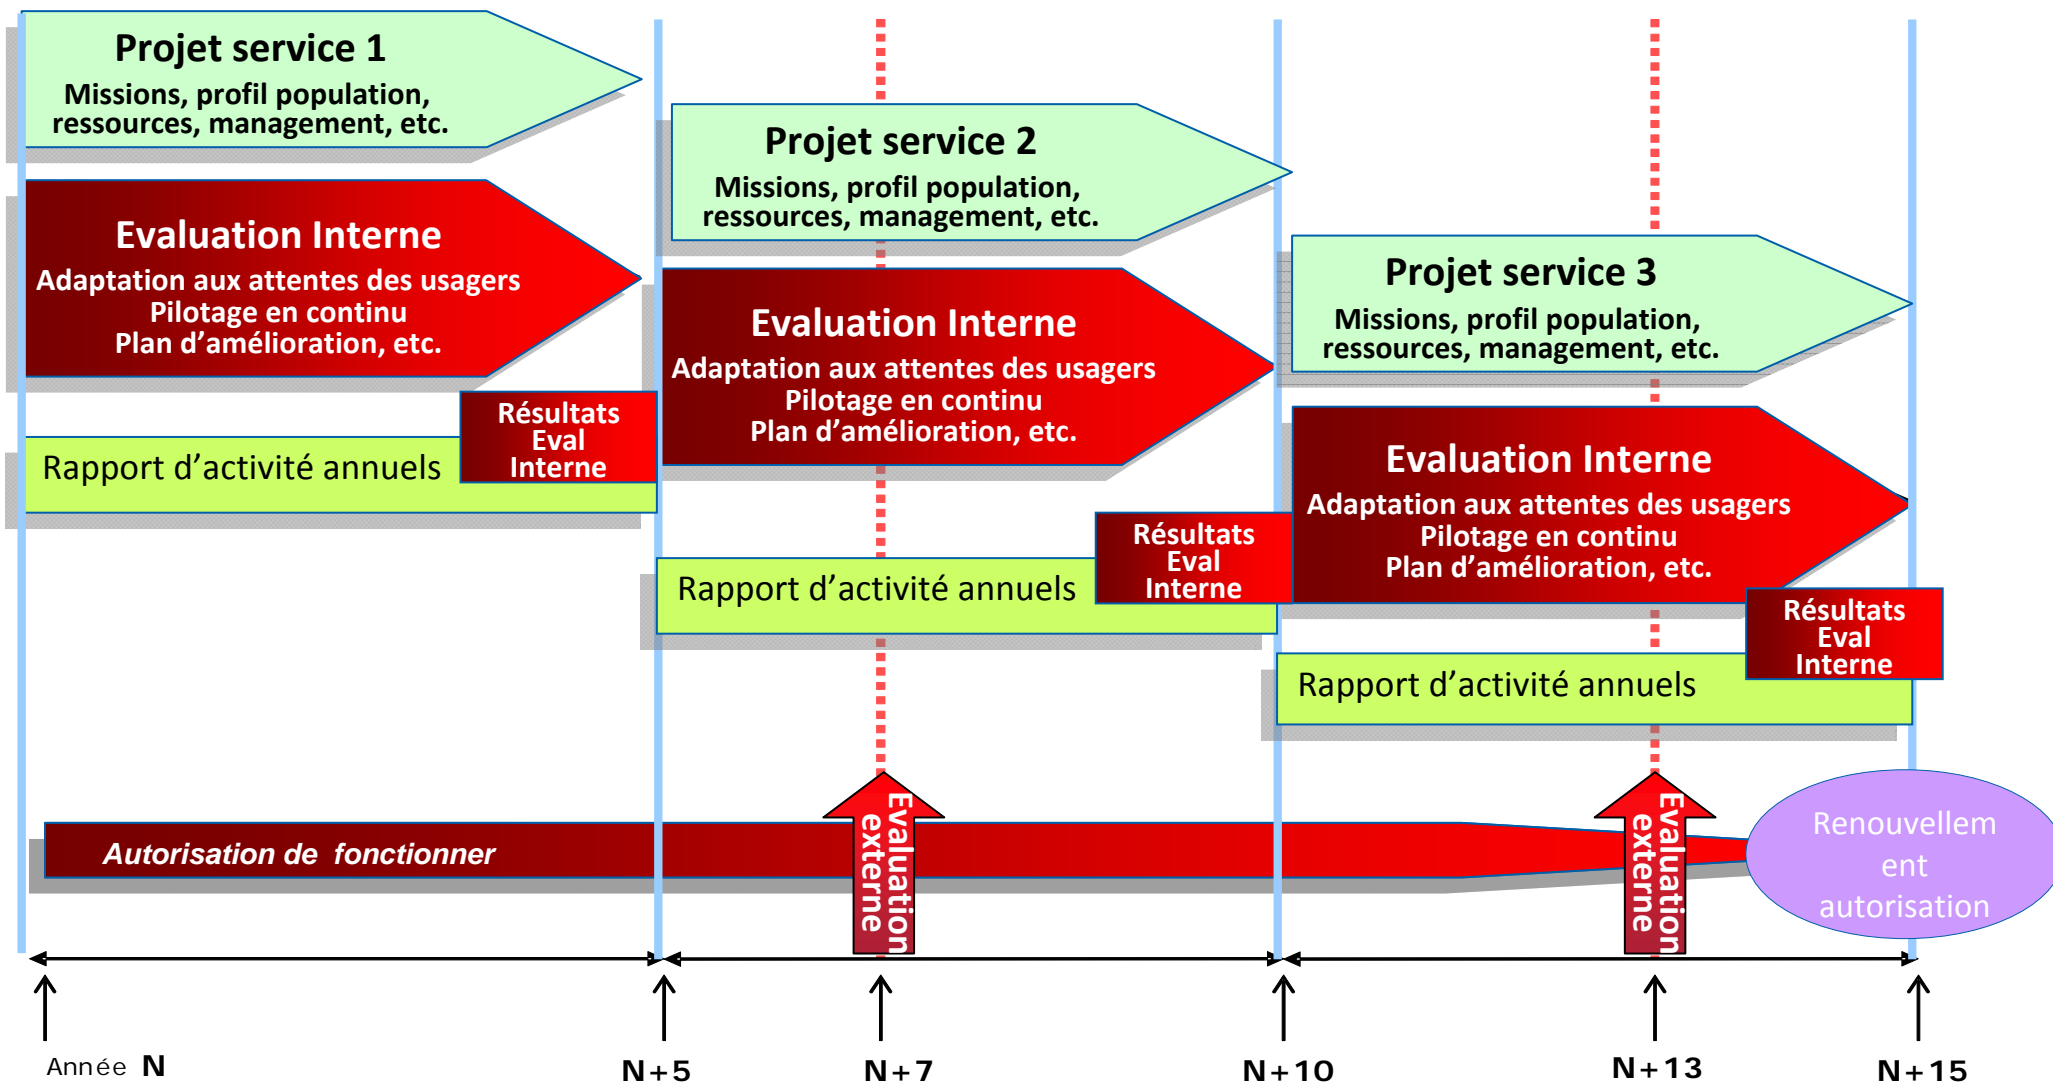 Projet service 1
Missions, profil population,
ressources, management, etc.
Evaluation Interne
Adaptation aux attentes des usagers
Pilotage en continu
Plan d’amélioration, etc.
Résultats
Eval
Interne
Rapport d’activité annuels
Projet service 2
Missions, profil population,
ressources, management, etc.
Evaluation Interne
Adaptation aux attentes des usagers
Pilotage en continu
Plan d’amélioration, etc.
Résultats
Eval
Interne
Rapport d’activité annuels
Projet service 3
Missions, profil population,
ressources, management, etc.
Evaluation Interne
Adaptation aux attentes des usagers
Pilotage en continu
Plan d’amélioration, etc.
Résultats
Eval
Interne
Rapport d’activité annuels
Autorisation de fonctionner
Evaluation
externe
Evaluation
externe
Renouvellem
ent
autorisation
Année N
N+5
N+7
N+10
N+13
N+15